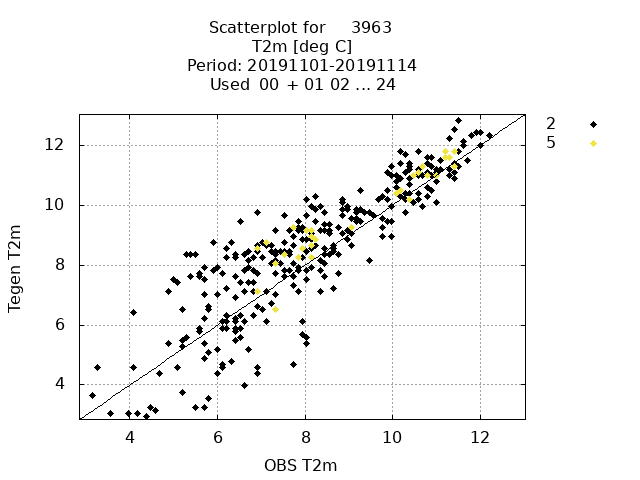 Scatterplot for 3963
T2m [deg C]
Period: 20191101-20191114
Used 00 + 01 02 ... 24
2
5
12
10
8
6
4
Tegen T2m
4 6 8 10 12
OBS T2m